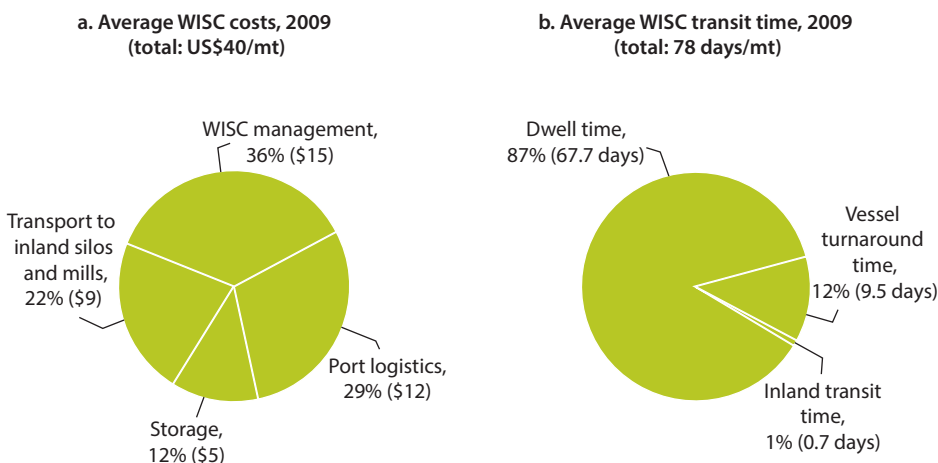 a. Average WISC costs, 2009
(total: US$40/mt)
WISC management,
36% ($15)
Transport to
inland silos
and mills,
22% ($9)
Port logistics,
29% ($12)
Storage,
12% ($5)
b. Average WISC transit time, 2009
(total: 78 days/mt)
Dwell time,
87% (67.7 days)
Vessel
turnaround
time,
12% (9.5 days)
Inland transit
time,
1% (0.7 days)